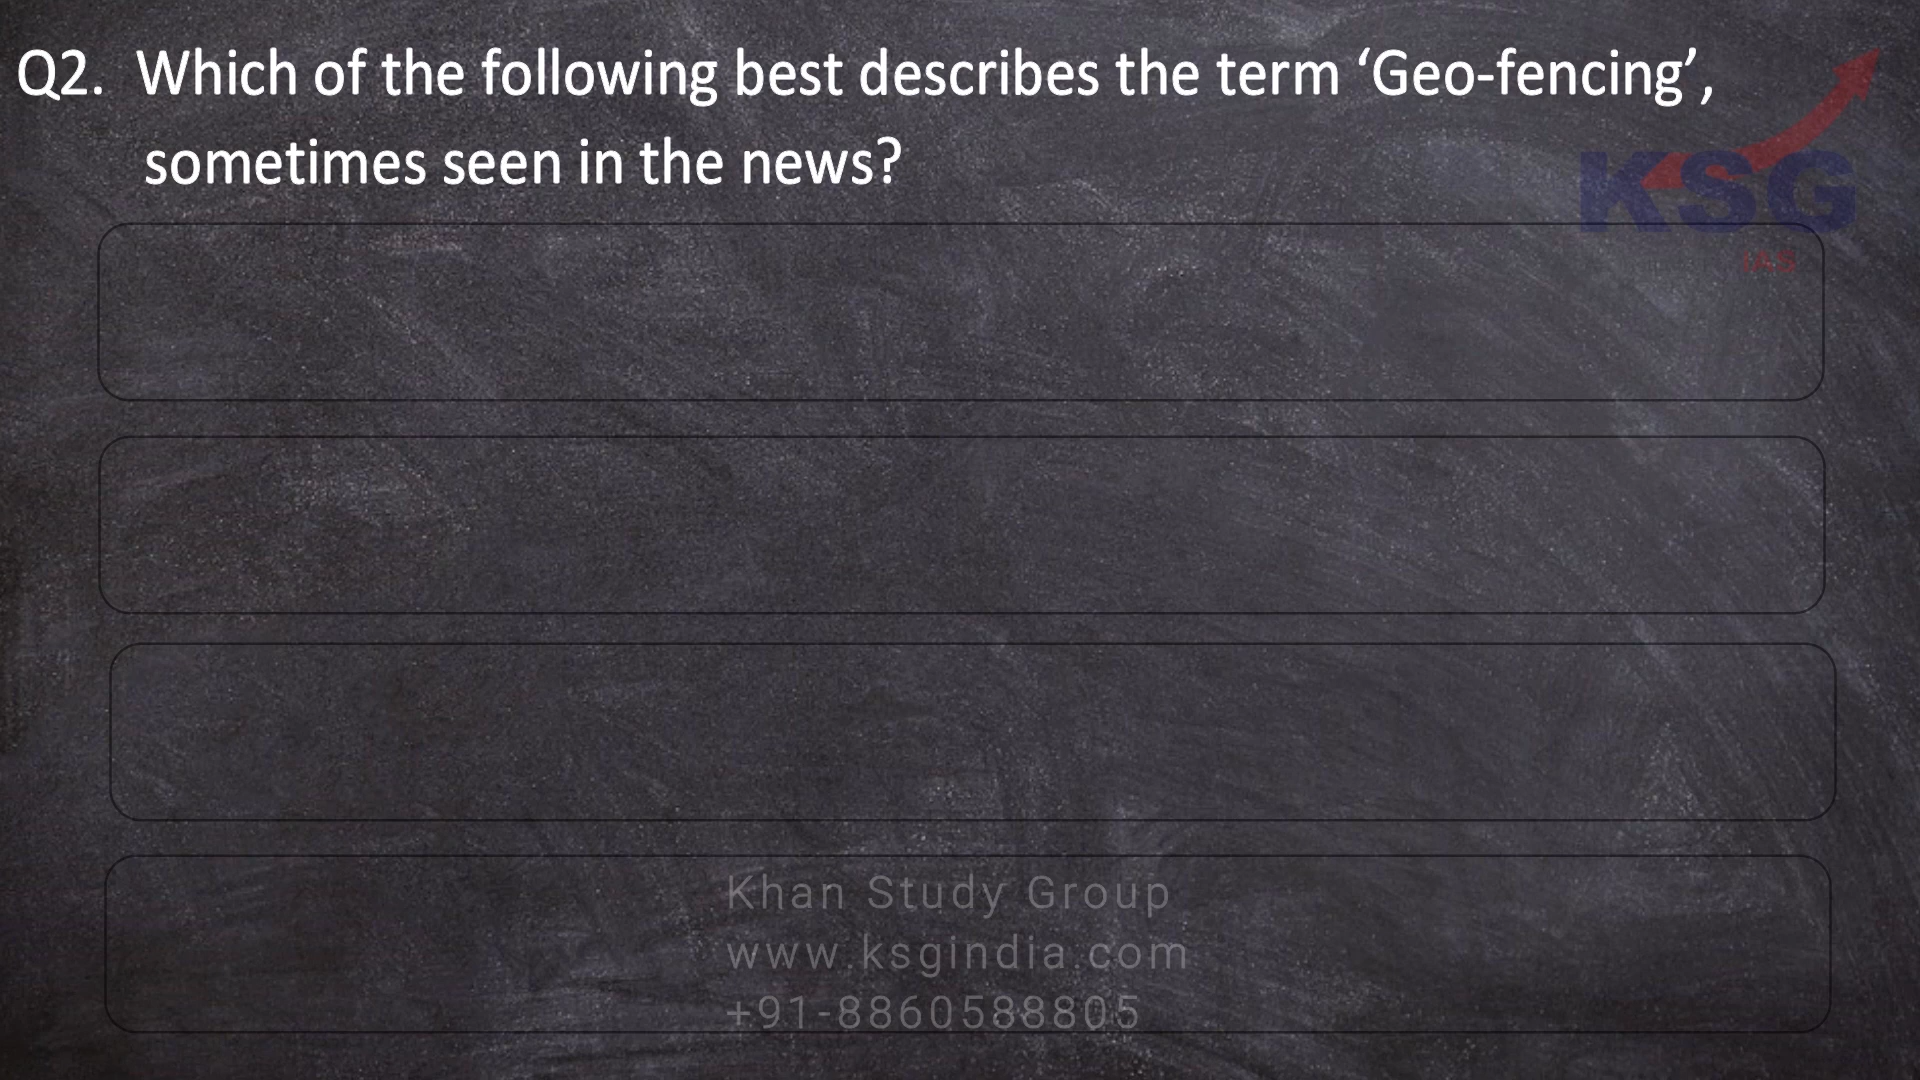 Q2. Which of the following best describes the term ‘Geo-fencing’,
sometimes seen in the news?
KSG
IAS
Khan Study Group
www.ksgindia.com
+91-8860588805